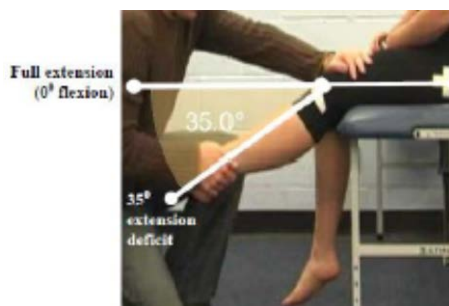 Full extension
(0⁰ flexion)
35.0°
35⁰
extension
deficit